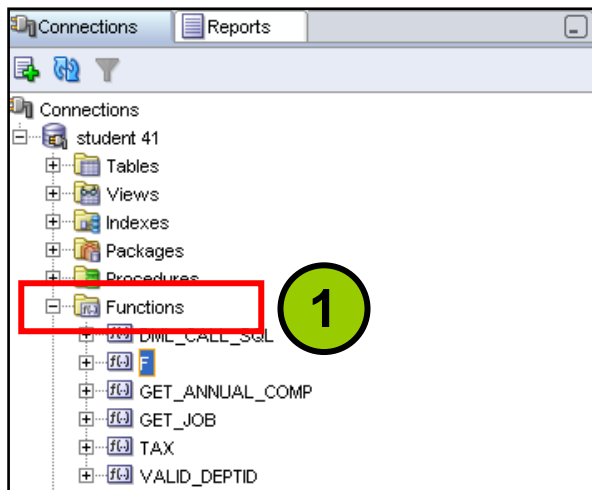 Connections Reports
Connections
student 41
Tables
Views
Indexes
Packages
Procedures
Functions
1
DML_CALL_SQL
F
GET_ANNUAL_COMP
GET_JOB
TAX
VALID_DEPTID